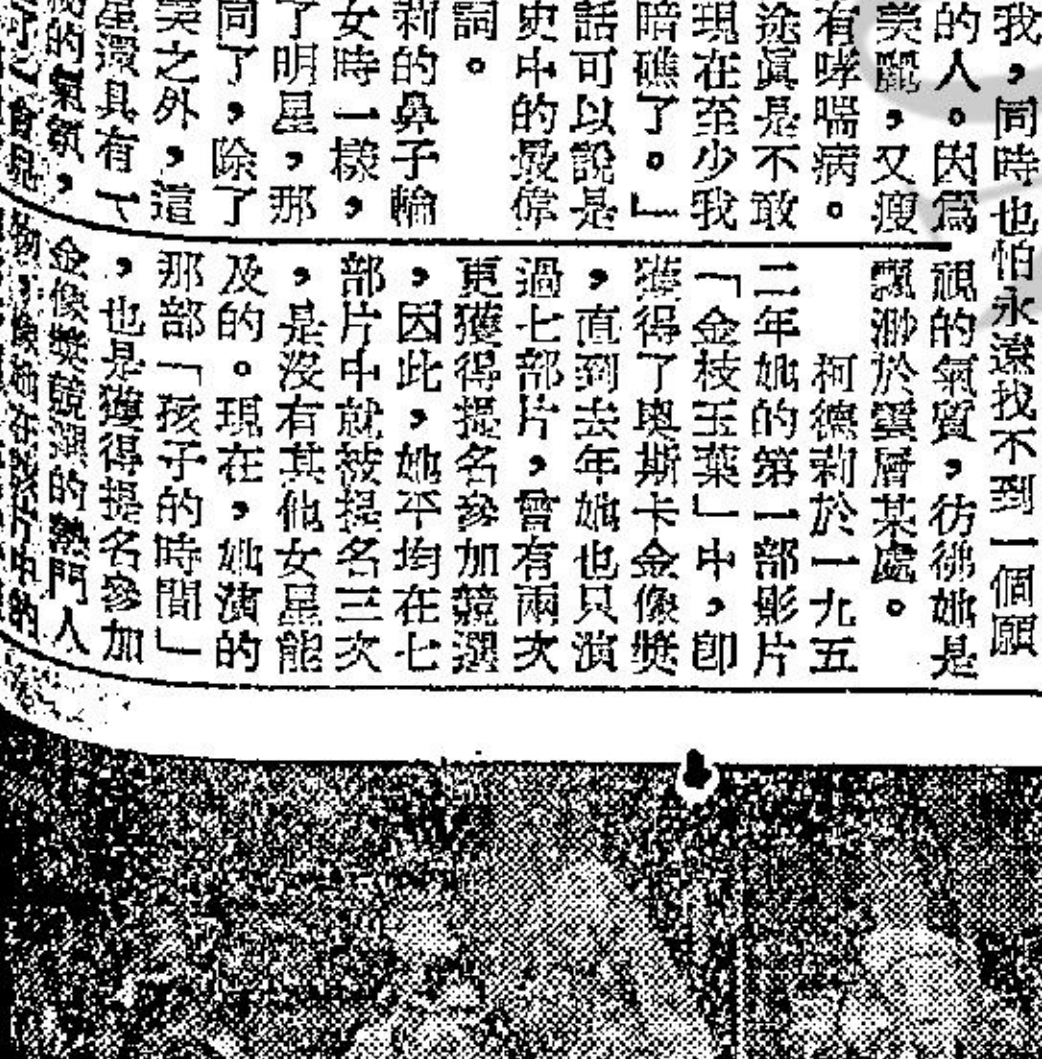 我，同時也怕永遠找不到一個願
的人。因爲
美麗，又瘦
有哮喘病。
途眞是不敢
現在至少我
暗礁了。」
話可以說是
史中的最偉
詞。
莉的鼻子輪
女時一樣，
了明星，那
同了，除了
美之外，這
星還具有一
的氣氛，
視的氣質，彷彿她是
飄渺於雲層某處。
柯德莉於一九五
二年她的第一部影片
「金枝玉葉」中，卽
獲得了奧斯卡金像獎
，直到去年她也只演
過七部片，曾有兩次
更獲得提名參加競選
，因此，她平均在七
部片中就被提名三次
，是沒有其他女星能
及的。現在，她演的
那部「孩子的時間」
，也是獲得提名參加
金像獎競選的熱門人
物，像她在該片中的